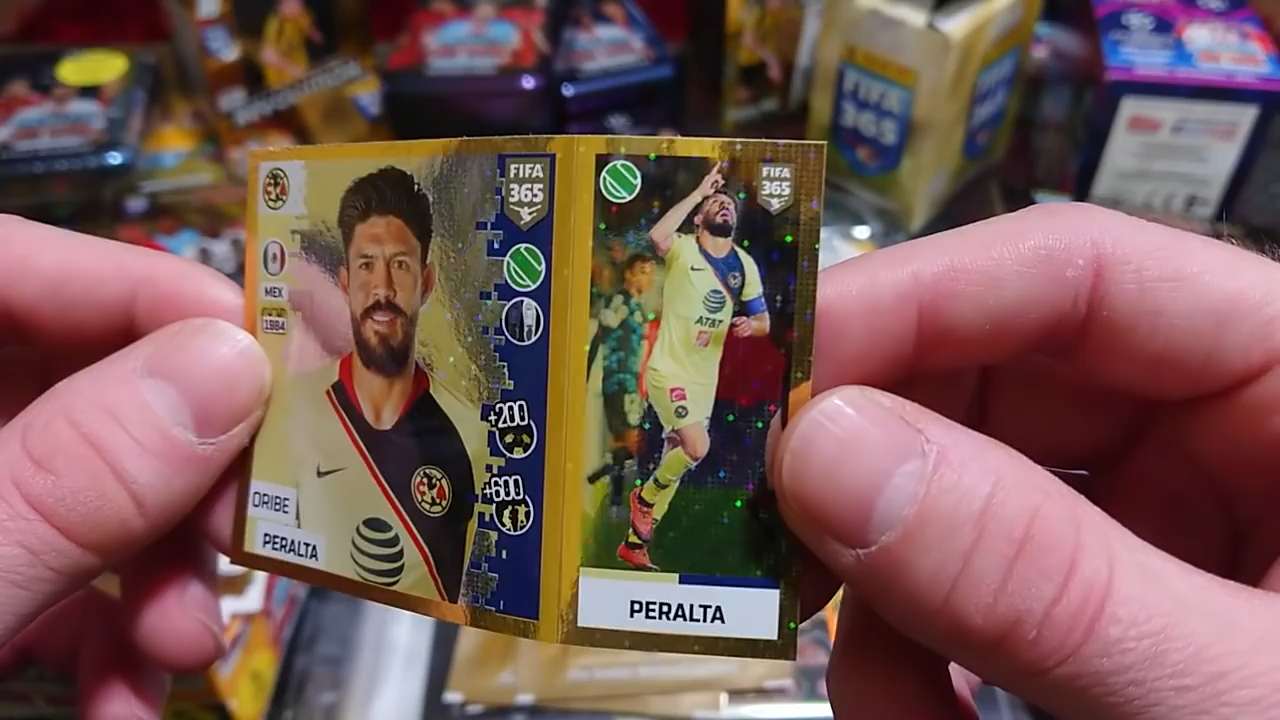 FIFA
365
MEX
1984
+200
+600
ORIBE
PERALTA
FIFA
365
AT&T
PERALTA
FIFA
365